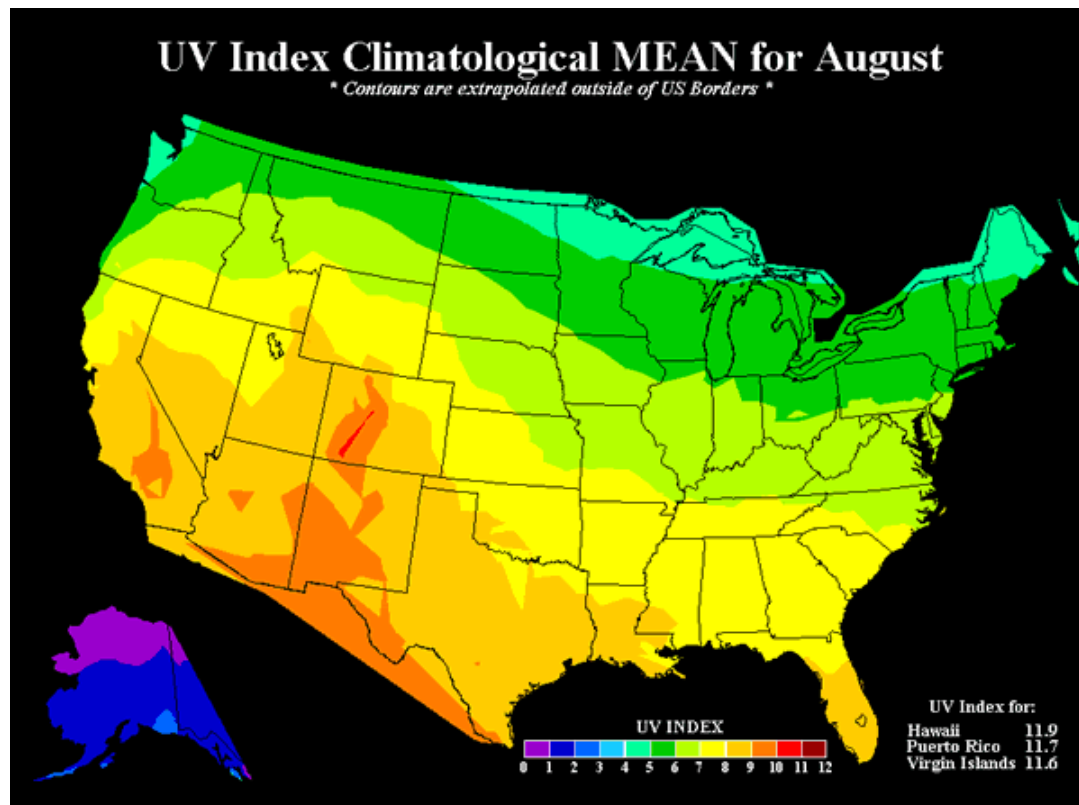 UV Index Climatological MEAN for August
* Contours are extrapolated outside of US Borders *
UV INDEX
0 1 2 3 4 5 6 7 8 9 10 11 12
UV Index for:
Hawaii 11.9
Puerto Rico 11.7
Virgin Islands 11.6